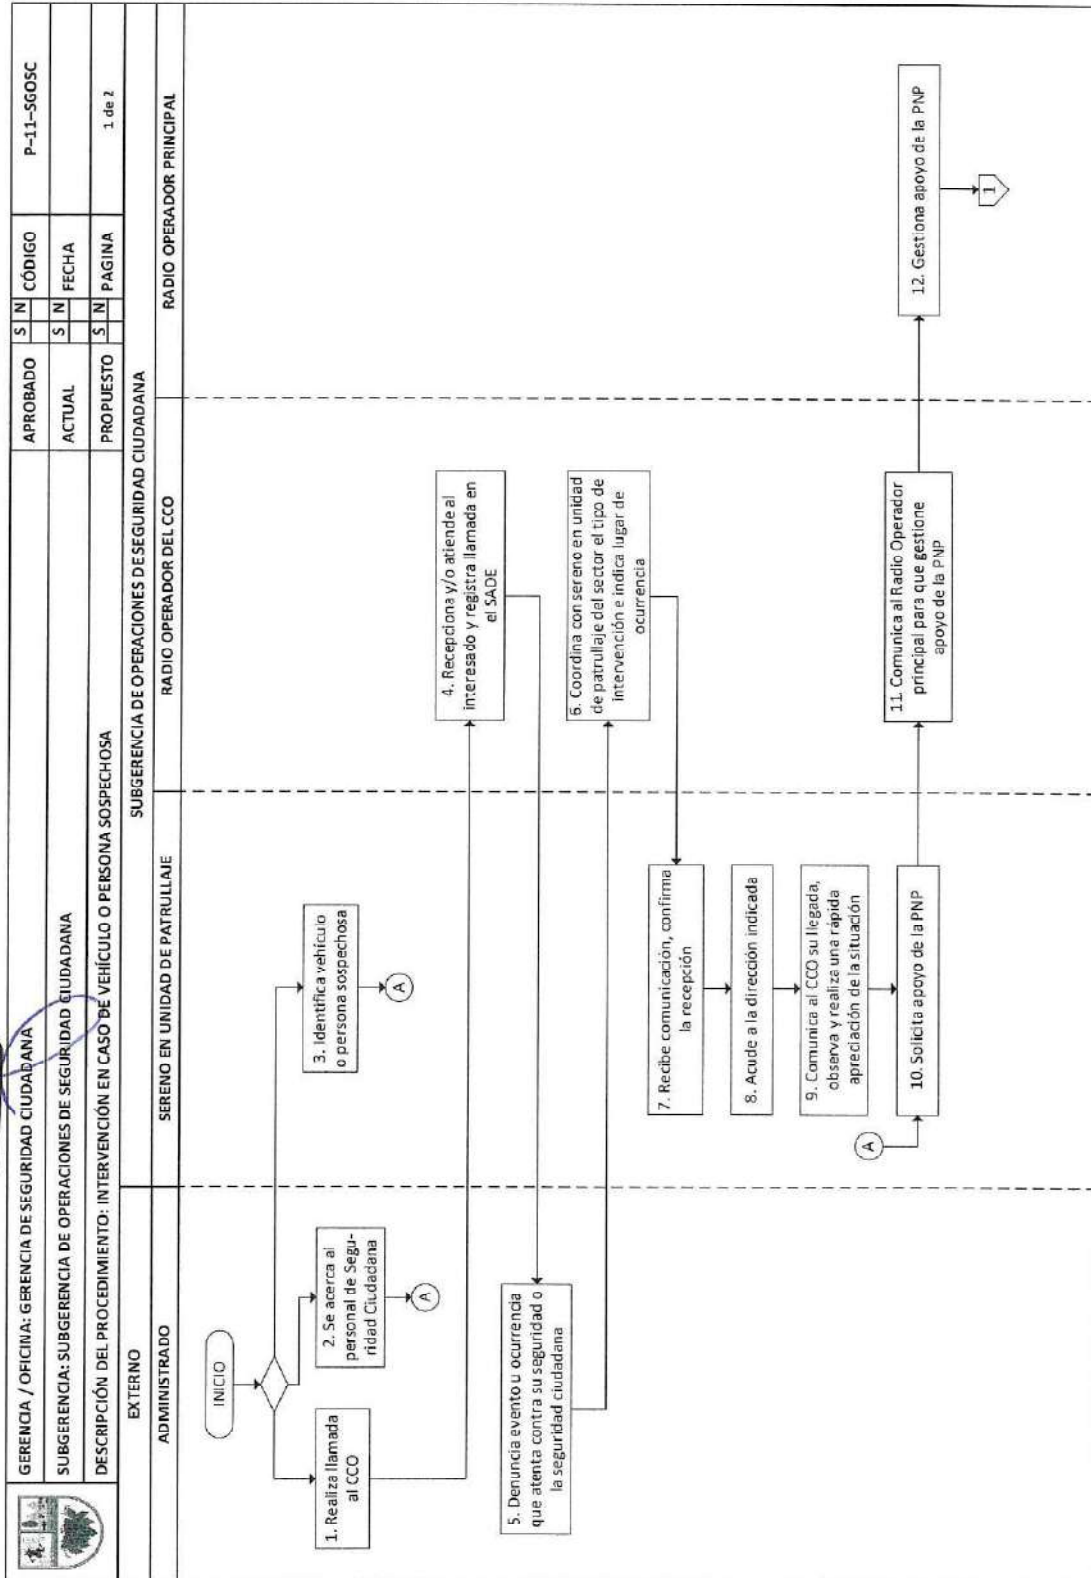 GERENCIA / OFICINA: GERENCIA DE SEGURIDAD CIUDADANA
APROBADO S N CÓDIGO P-11-SGOSC
SUBGERENCIA: SUBGERENCIA DE OPERACIONES DE SEGURIDAD CIUDADANA
ACTUAL S N FECHA
DESCRIPCIÓN DEL PROCEDIMIENTO: INTERVENCIÓN EN CASO DE VEHÍCULO O PERSONA SOSPECHOSA
PROPUESTO S N PAGINA 1 de 2
EXTERNO
SUBGERENCIA DE OPERACIONES DE SEGURIDAD CIUDADANA
ADMINISTRADO
SERENO EN UNIDAD DE PATRULLAJE
RADIO OPERADOR DEL CCO
RADIO OPERADOR PRINCIPAL
INICIO
1. Realiza llamada
al CCO
2. Se acerca al
personal de Segu-
ridad Ciudadana
A
3. Identifica vehículo
o persona sospechosa
A
4. Recepciona y/o atiende al
interesado y registra llamada en
el SADE
5. Denuncia evento u ocurrencia
que atenta contra su seguridad o
la seguridad ciudadana
6. Coordina con sereno en unidad
de patrullaje del sector el tipo de
intervención e indica lugar de
ocurrencia
7. Recibe comunicación, confirma
la recepción
8. Acude a la dirección indicada
9. Comunica al CCO su llegada,
observa y realiza una rápida
apreciación de la situación
A
10. Solicita apoyo de la PNP
11. Comunica al Radio Operador
principal para que gestione
apoyo de la PNP
12. Gestiona apoyo de la PNP
1